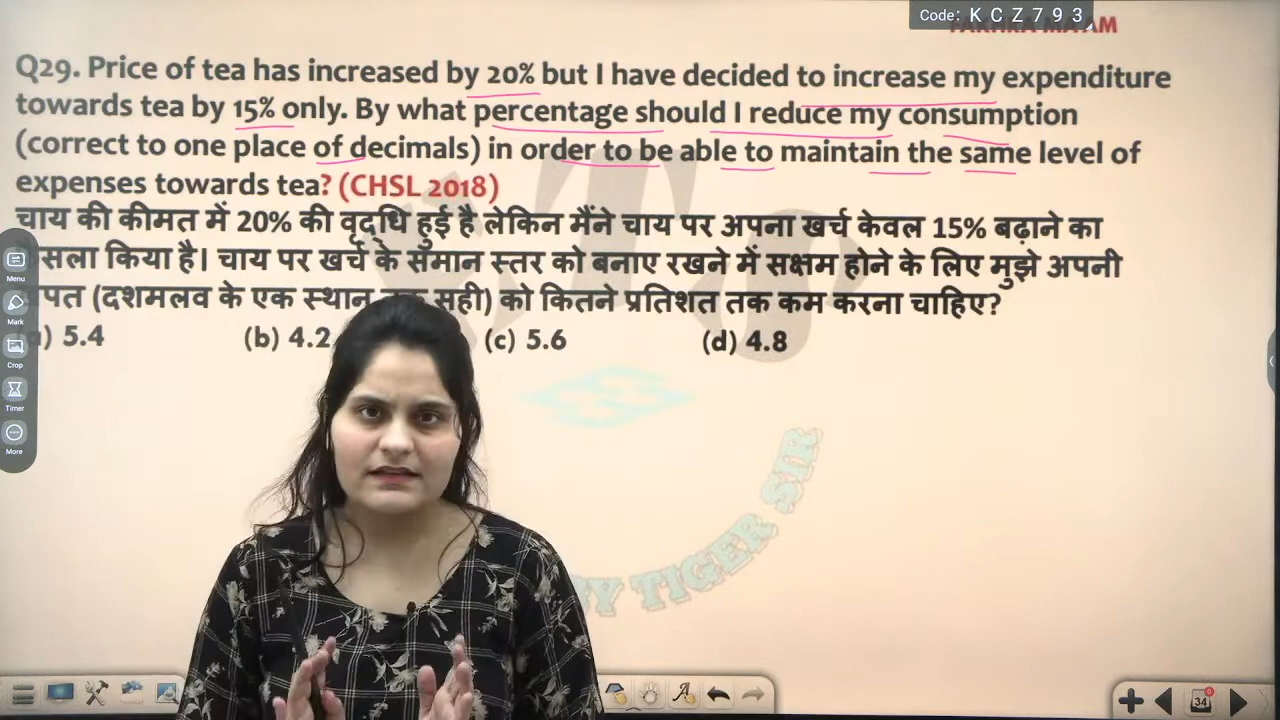 Code: K C Z 7 9 3
Q29. Price of tea has increased by 20% but I have decided to increase my expenditure
towards tea by 15% only. By what percentage should I reduce my consumption
(correct to one place of decimals) in order to be able to maintain the same level of
expenses towards tea? (CHSL 2018)
चाय की कीमत में 20% की वृद्धि हुई है लेकिन मैंने चाय पर अपना खर्च केवल 15% बढ़ाने का
किया है। चाय पर खर्च के समान स्तर को बनाए रखने में सक्षम होने के लिए मुझे अपनी
(दशमलव के एक स्थान सही) को कितने प्रतिशत तक कम करना चाहिए?
5.4 (b) 4.2 (c) 5.6 (d) 4.8
TIGER SIR
Menu
Mark
Crop
Timer
More
34